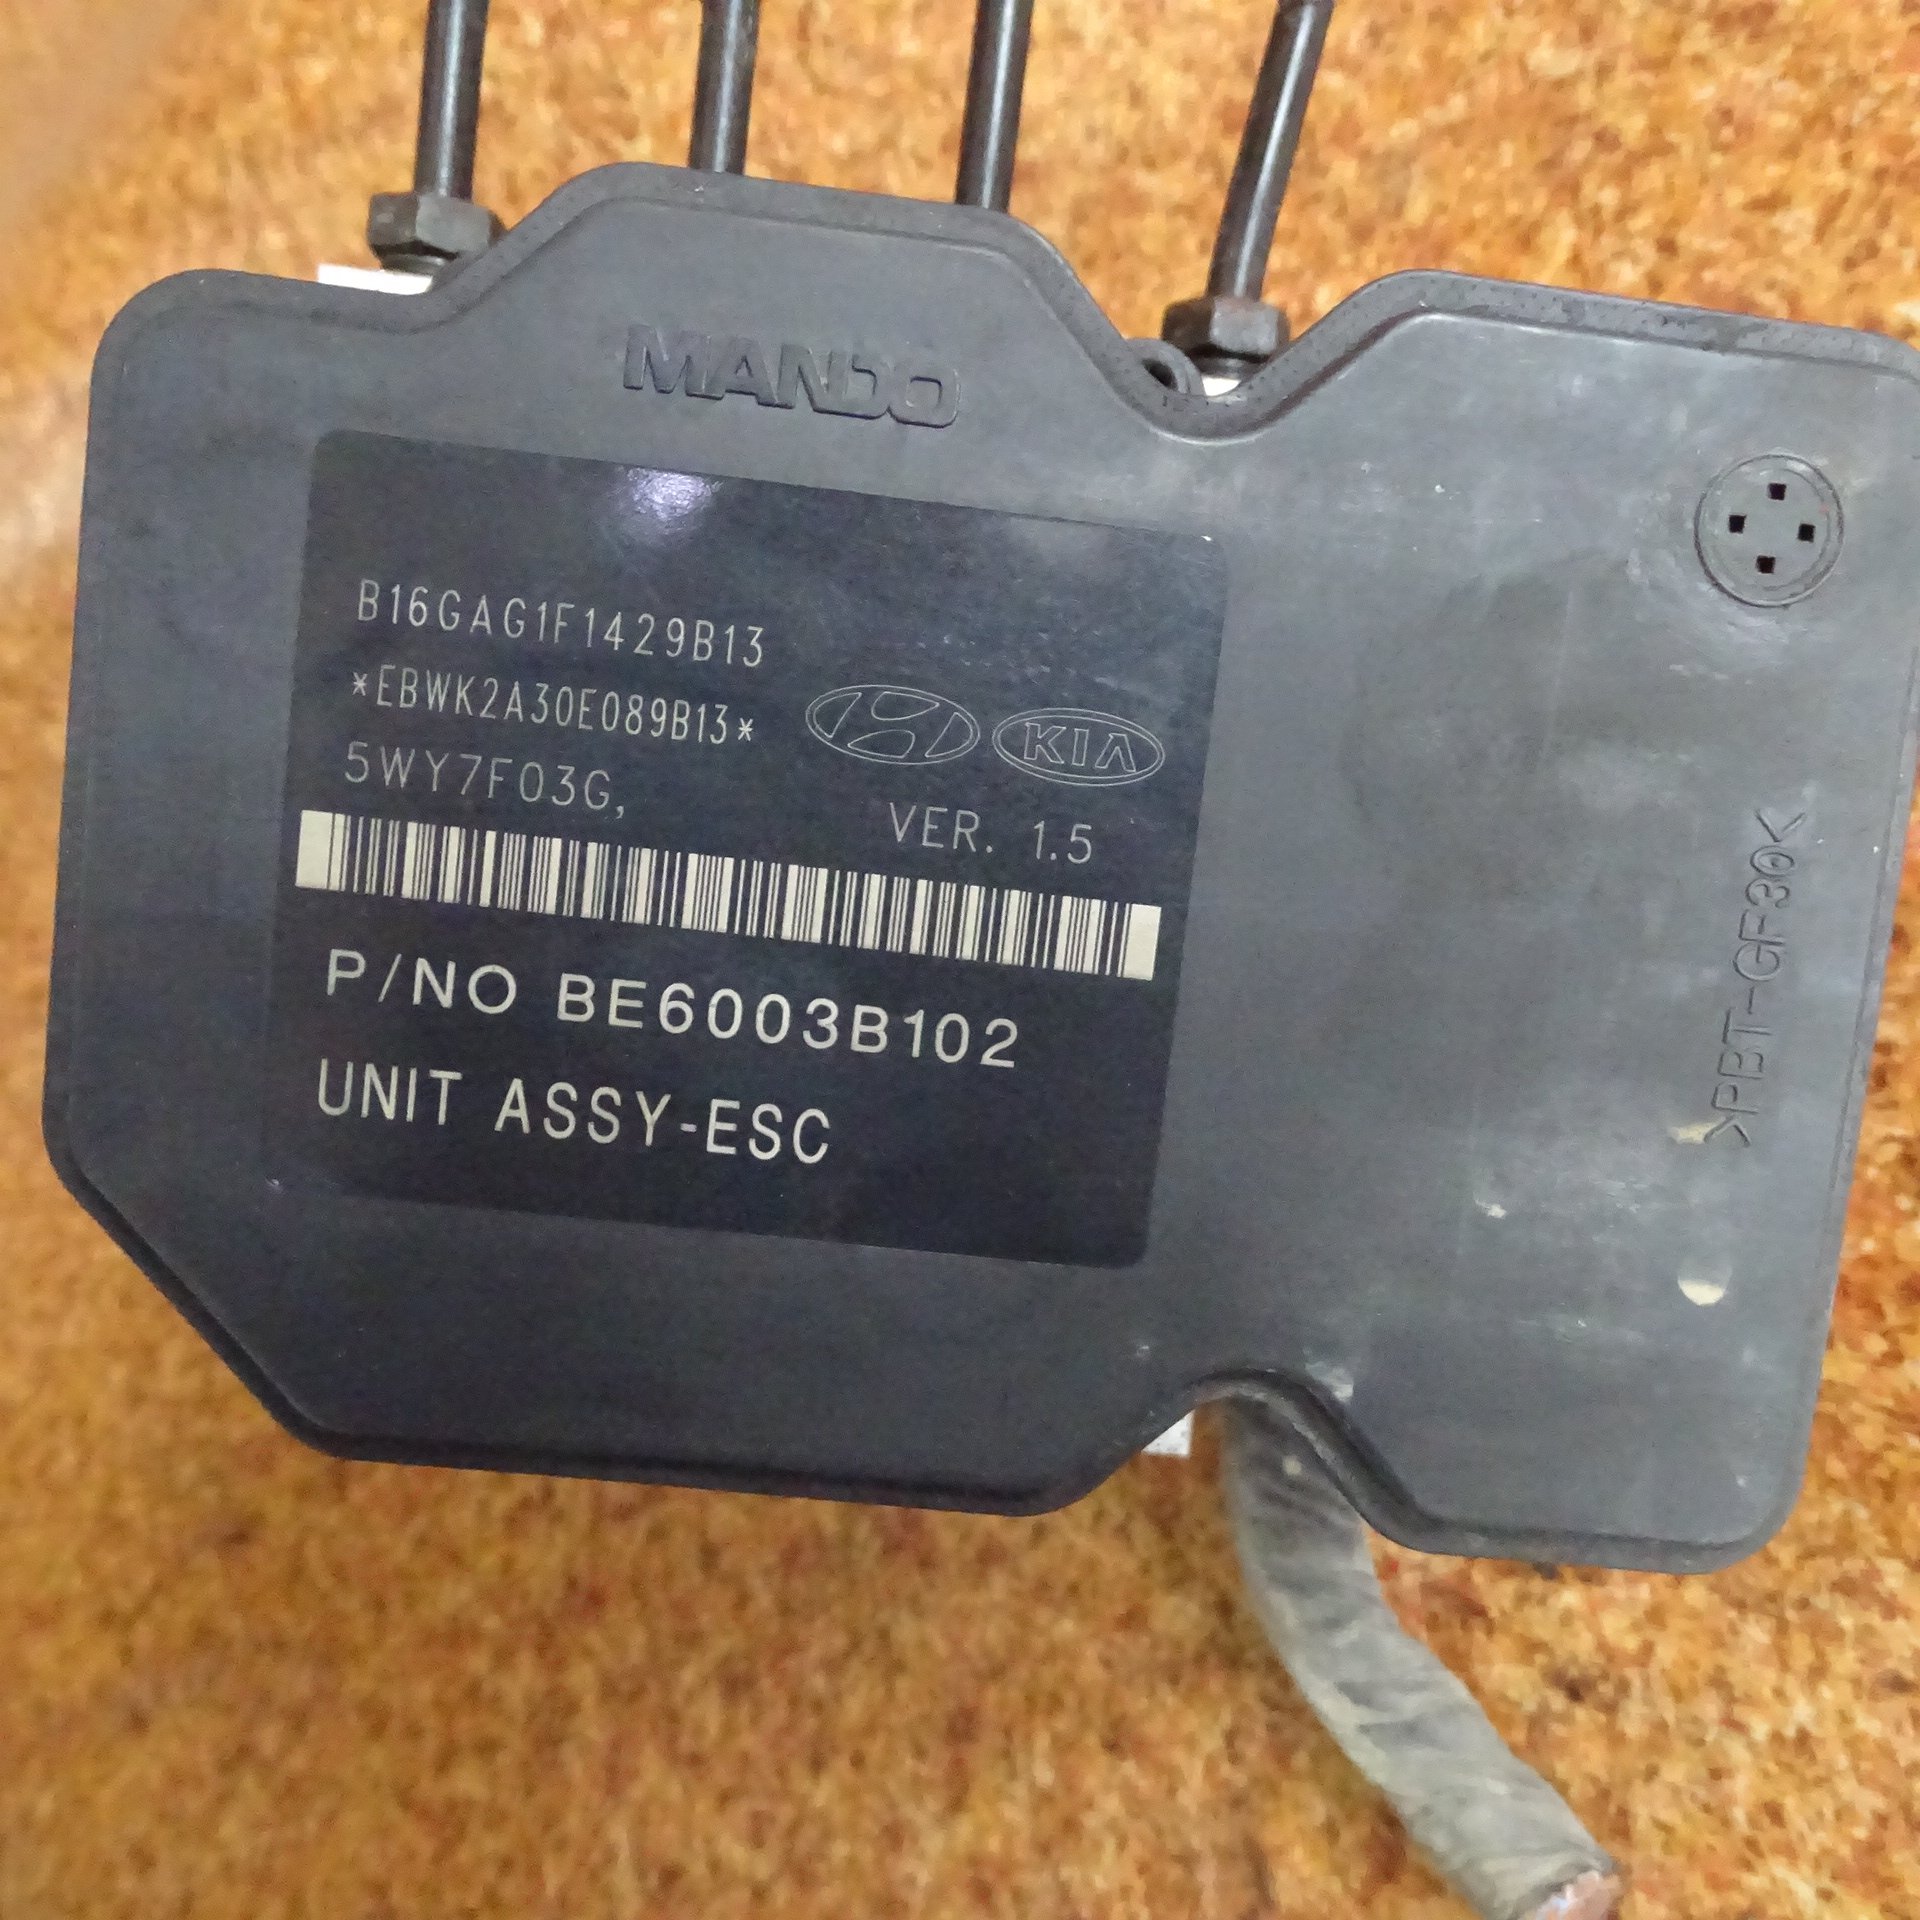 MANDO
B16GAG1F1429B13
*EBWK2A30E089B13*
KIA
5WY7F03G,
VER. 1.5
P/NO BE6003B102
UNIT ASSY-ESC
>PBT-GF30<